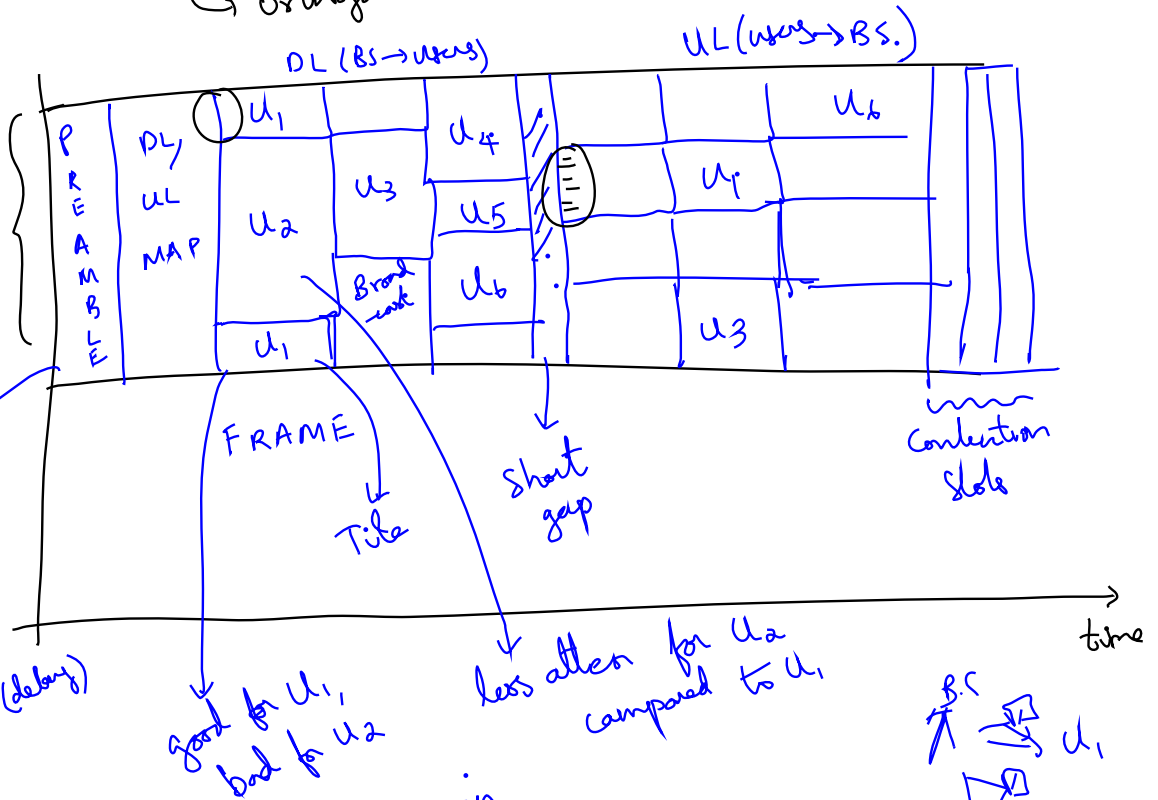 DL (BS→users)
UL (users→BS.)
PREAMBLE
DL,
UL
MAP
U1
U2
U1
U3
Broad
cast
U4
U5
U6
U6
U1
U3
FRAME
Tile
Short
gap
Contention
Slots
time
(delay)
good for U1,
bad for U2
less atten for U2
compared to U1
B.S
U1